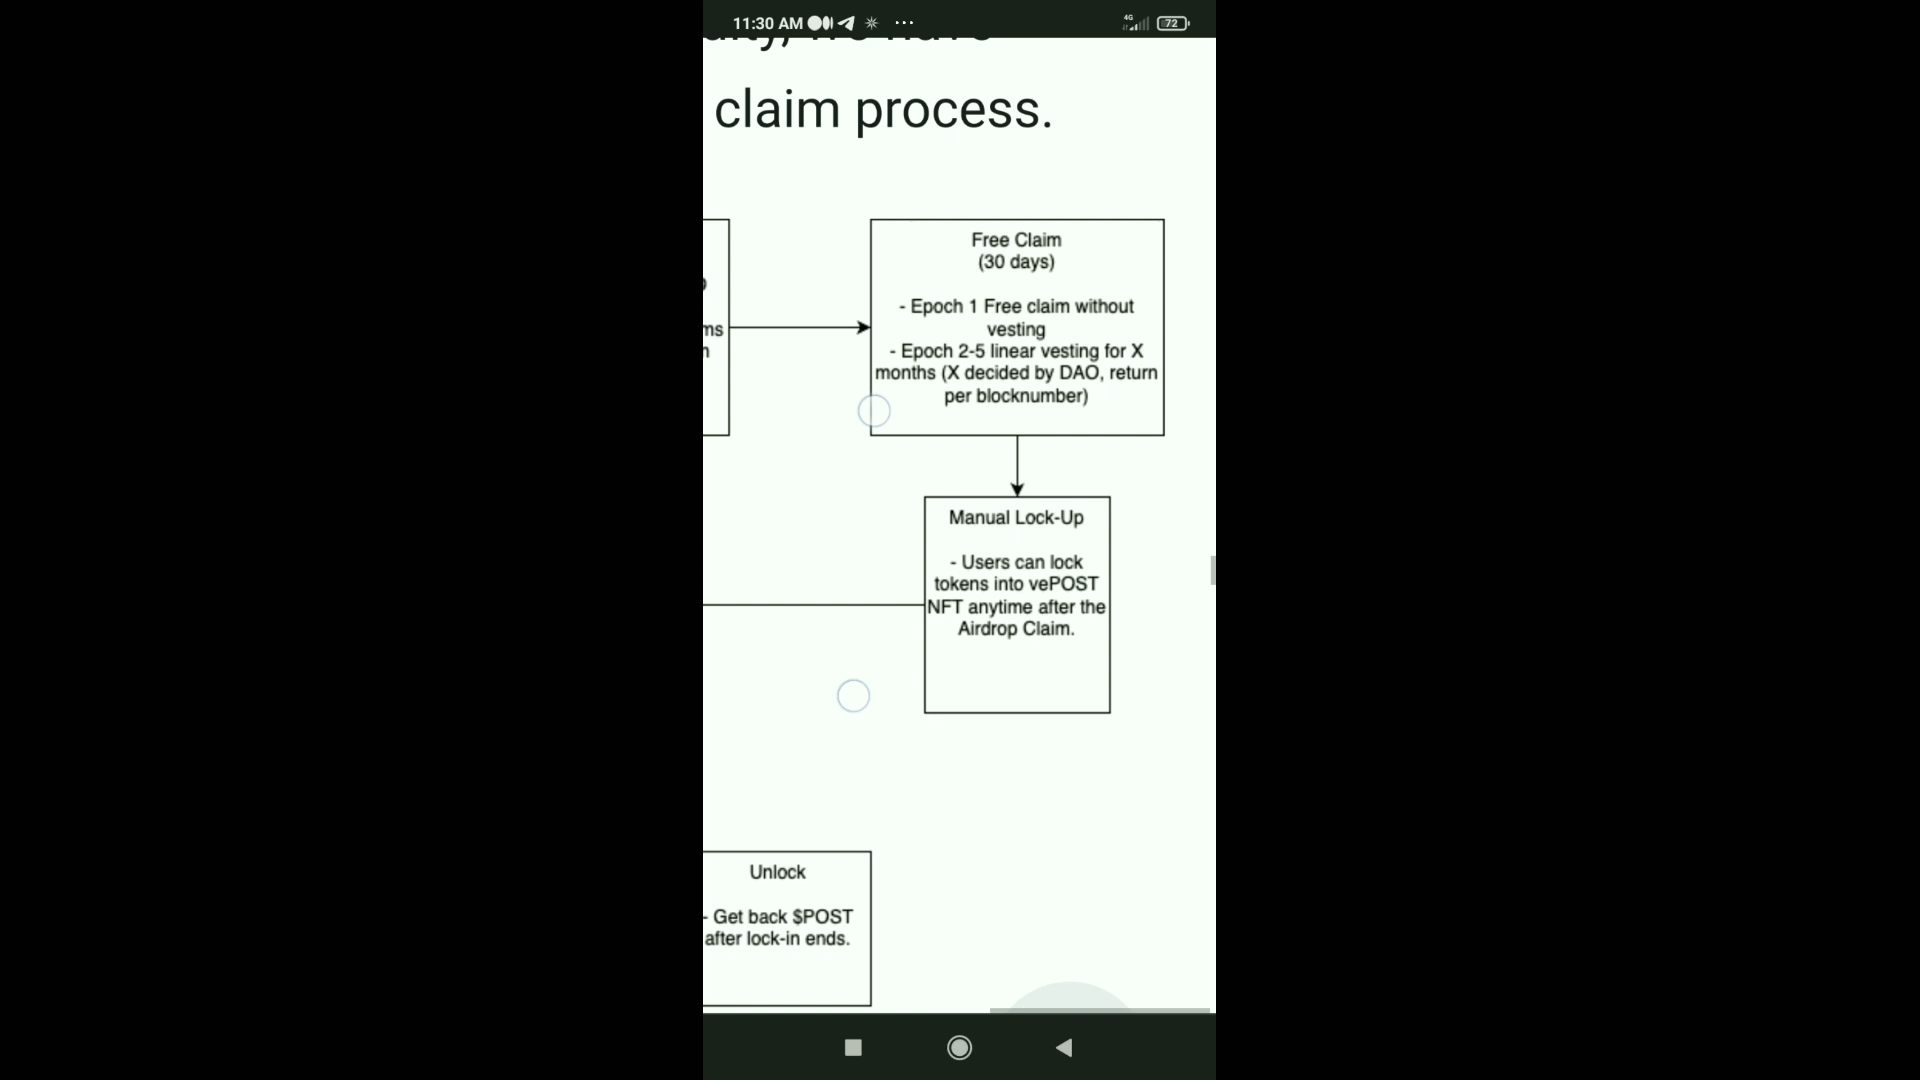 11:30 AM
4G
72
claim process.
Free Claim
(30 days)
- Epoch 1 Free claim without
vesting
- Epoch 2-5 linear vesting for X
months (X decided by DAO, return
per blocknumber)
ms
Manual Lock-Up
- Users can lock
tokens into vePOST
NFT anytime after the
Airdrop Claim.
Unlock
- Get back $POST
after lock-in ends.